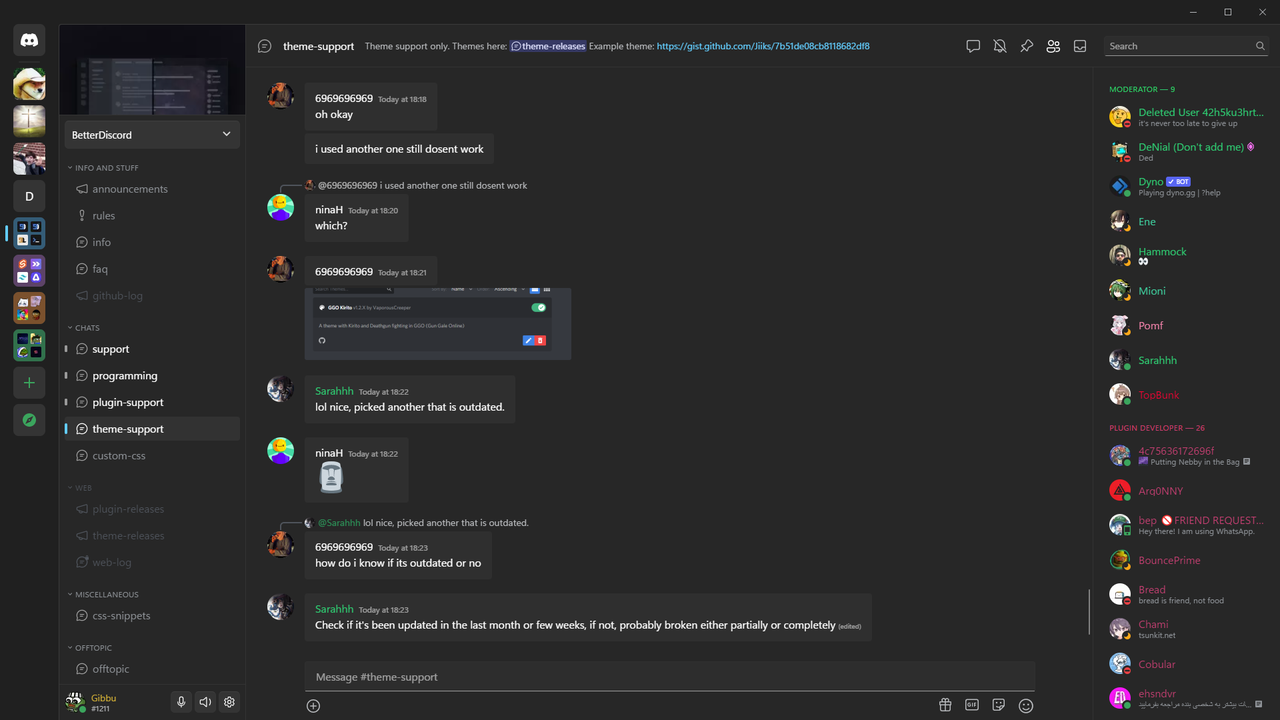 theme-support
Theme support only. Themes here: theme-releases Example theme: https://gist.github.com/Jiiks/7b51de08cb8118682df8
Search
BetterDiscord
INFO AND STUFF
announcements
rules
info
faq
github-log
CHATS
support
programming
plugin-support
theme-support
custom-css
WEB
plugin-releases
theme-releases
web-log
MISCELLANEOUS
css-snippets
OFFTOPIC
offtopic
Gibbu
#1211
D
6969696969 Today at 18:18
oh okay
i used another one still dosent work
@6969696969 i used another one still dosent work
ninaH Today at 18:20
which?
6969696969 Today at 18:21
Name
Ascending
GGO Kirito v1.2.5 by VaporousCreeper
A theme with Kirito and Deathgun fighting in GGO (Gun Gale Online)
Sarahhh Today at 18:22
lol nice, picked another that is outdated.
ninaH Today at 18:22
@Sarahhh lol nice, picked another that is outdated.
6969696969 Today at 18:23
how do i know if its outdated or no
Sarahhh Today at 18:23
Check if it's been updated in the last month or few weeks, if not, probably broken either partially or completely (edited)
Message #theme-support
GIF
MODERATOR — 9
Deleted User 42h5ku3hrt...
it's never too late to give up
DeNial (Don't add me)
Ded
Dyno BOT
Playing dyno.gg | ?help
Ene
Hammock
Mioni
Pomf
Sarahhh
TopBunk
PLUGIN DEVELOPER — 26
4c75636172696f
Putting Nebby in the Bag
Arq0NNY
bep FRIEND REQUEST...
Hey there! I am using WhatsApp.
BouncePrime
Bread
bread is friend, not food
Chami
tsunkit.net
Cobular
ehsndvr
...ات بیشتر به شخصی بنده مراجعه بفرمایید